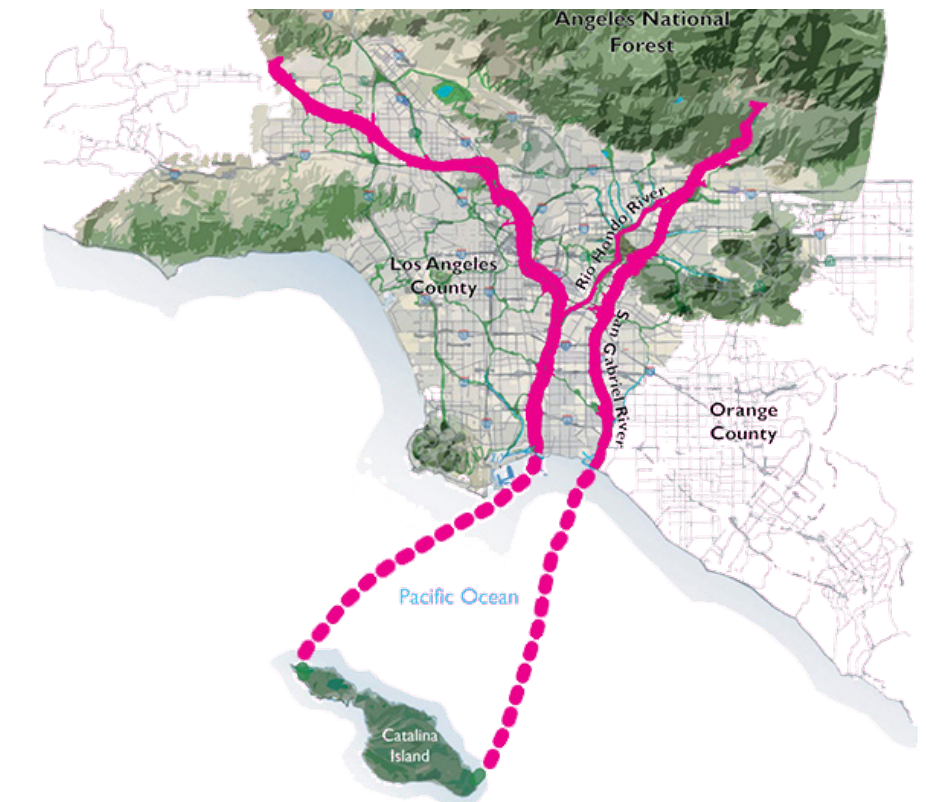 Angeles National
Forest
Rio Hondo River
Los Angeles
County
San Gabriel River
Orange
County
Pacific Ocean
Catalina
Island